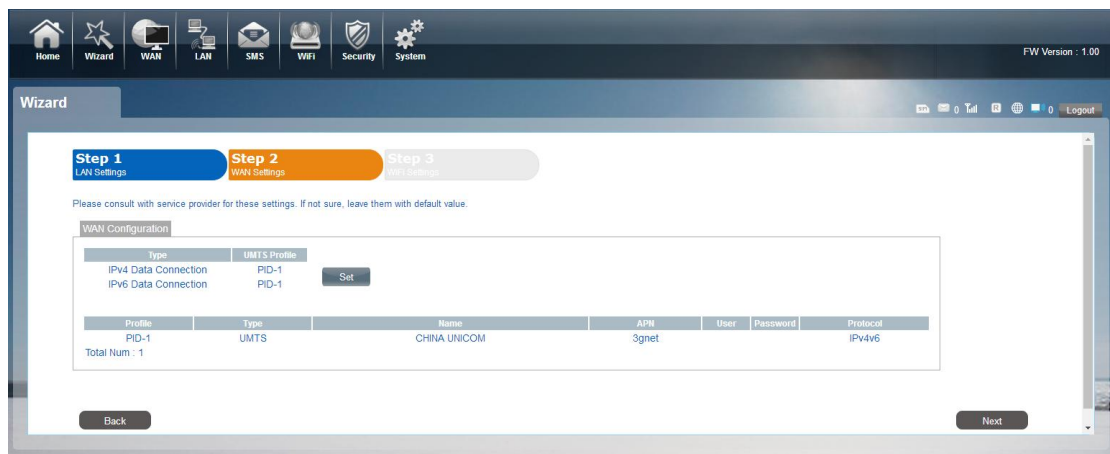 Home Wizard WAN LAN SMS WiFi Security System
FW Version : 1.00
Wizard
0 R 0 Logout
Step 1 Step 2 Step 3
LAN Settings WAN Settings WiFi Settings
Please consult with service provider for these settings. If not sure, leave them with default value.
WAN Configuration
Type UMTS Profile
IPv4 Data Connection PID-1
Set
IPv6 Data Connection PID-1
Profile Type Name APN User Password Protocol
PID-1 UMTS CHINA UNICOM 3gnet IPv4v6
Total Num : 1
Back Next